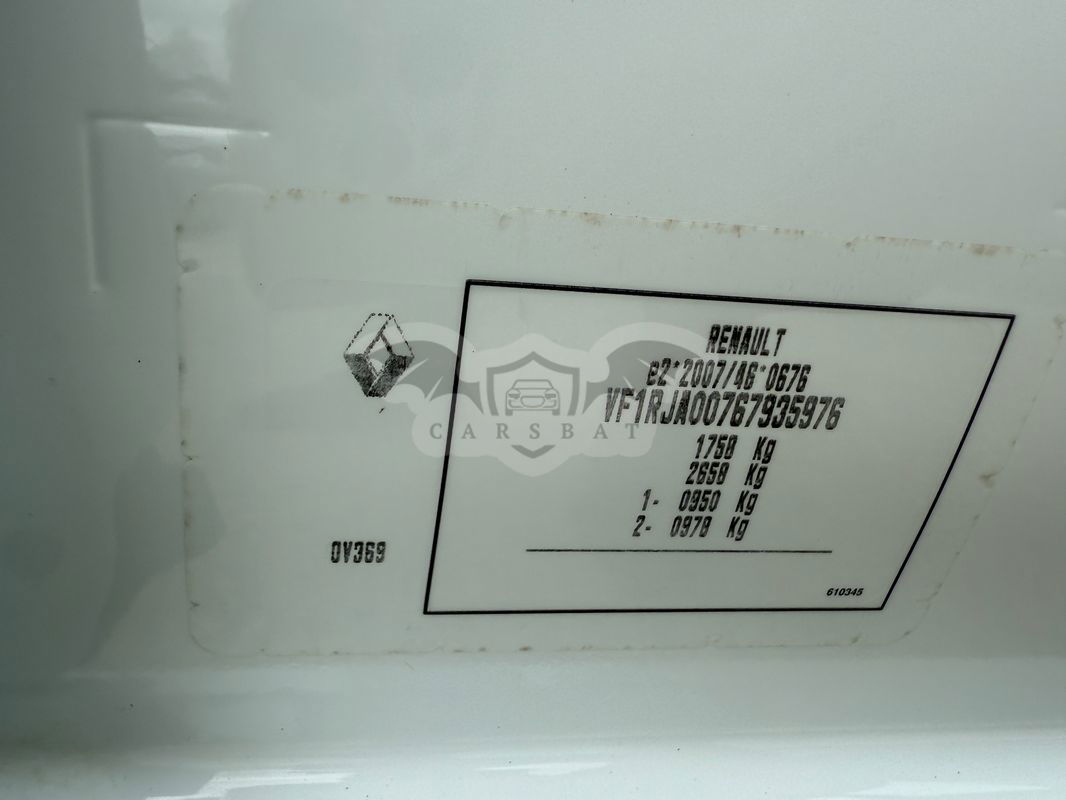 RENAULT
e2*2007/46*0676
VF1RJA00767935976
CARSBAT
1758 Kg
2658 Kg
1- 0950 Kg
2- 0978 Kg
0V369
610345